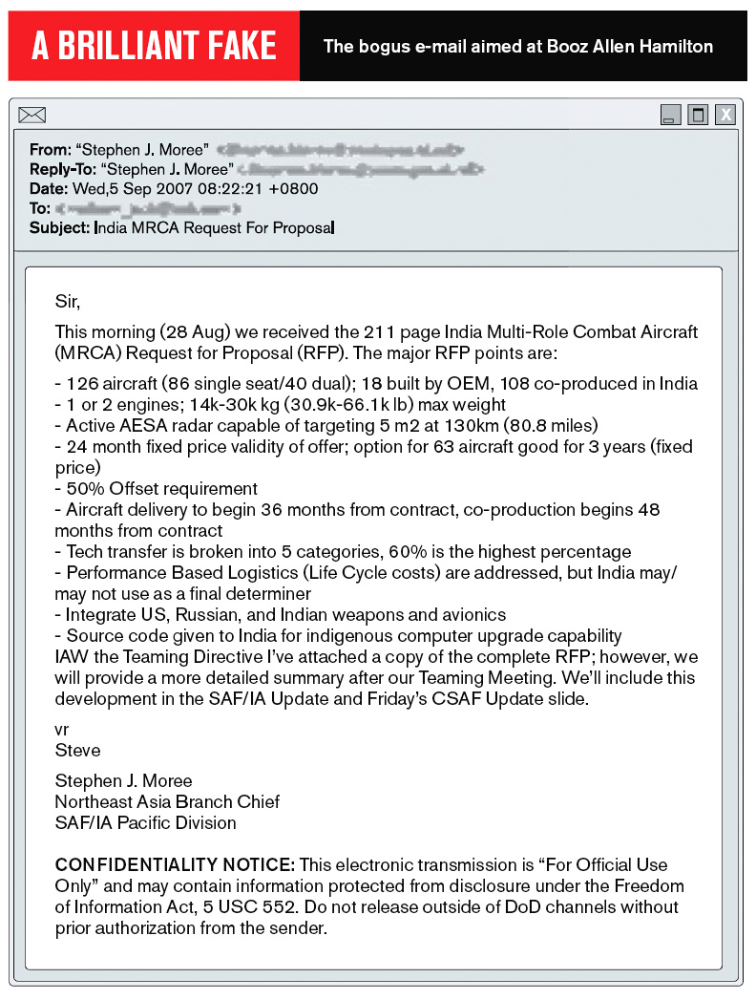 A BRILLIANT FAKE
The bogus e-mail aimed at Booz Allen Hamilton
X
From: “Stephen J. Moree”
Reply-To: “Stephen J. Moree”
Date: Wed,5 Sep 2007 08:22:21 +0800
To:
Subject: India MRCA Request For Proposal
Sir,
This morning (28 Aug) we received the 211 page India Multi-Role Combat Aircraft
(MRCA) Request for Proposal (RFP). The major RFP points are:
- 126 aircraft (86 single seat/40 dual); 18 built by OEM, 108 co-produced in India
- 1 or 2 engines; 14k-30k kg (30.9k-66.1k lb) max weight
- Active AESA radar capable of targeting 5 m2 at 130km (80.8 miles)
- 24 month fixed price validity of offer; option for 63 aircraft good for 3 years (fixed
price)
- 50% Offset requirement
- Aircraft delivery to begin 36 months from contract, co-production begins 48
months from contract
- Tech transfer is broken into 5 categories, 60% is the highest percentage
- Performance Based Logistics (Life Cycle costs) are addressed, but India may/
may not use as a final determiner
- Integrate US, Russian, and Indian weapons and avionics
- Source code given to India for indigenous computer upgrade capability
IAW the Teaming Directive I’ve attached a copy of the complete RFP; however, we
will provide a more detailed summary after our Teaming Meeting. We’ll include this
development in the SAF/IA Update and Friday’s CSAF Update slide.
vr
Steve
Stephen J. Moree
Northeast Asia Branch Chief
SAF/IA Pacific Division
CONFIDENTIALITY NOTICE: This electronic transmission is “For Official Use
Only” and may contain information protected from disclosure under the Freedom
of Information Act, 5 USC 552. Do not release outside of DoD channels without
prior authorization from the sender.